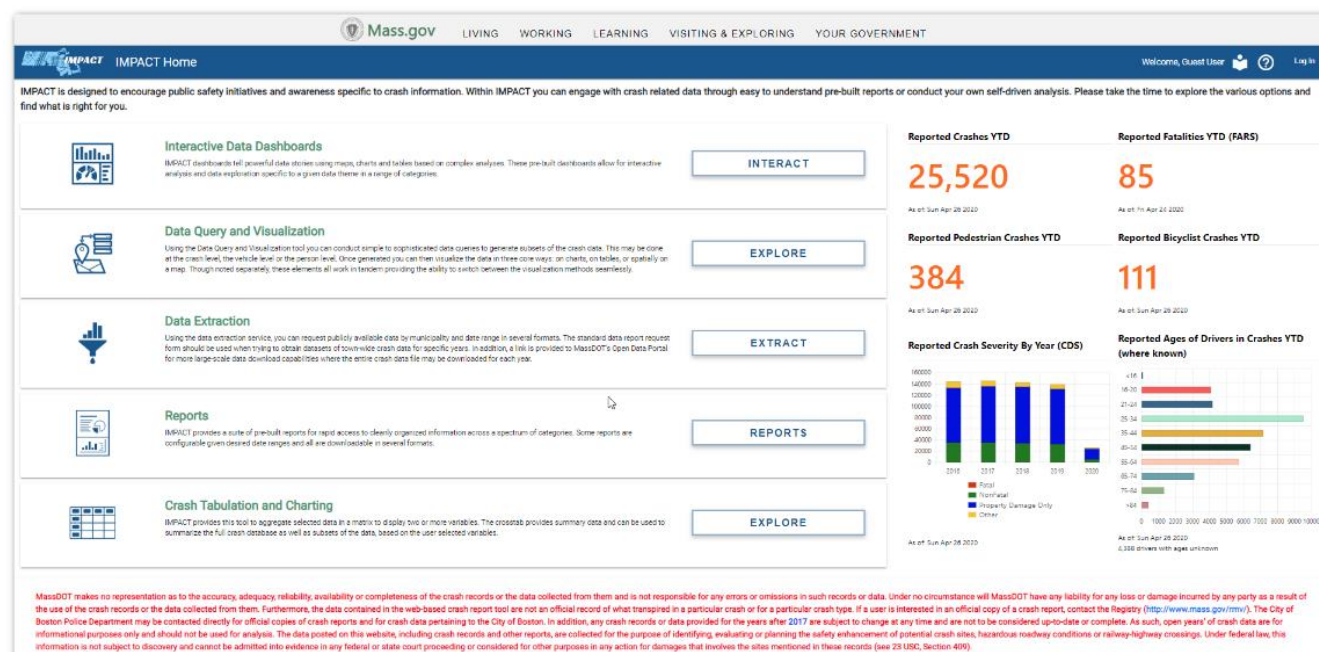 Mass.gov LIVING WORKING LEARNING VISITING & EXPLORING YOUR GOVERNMENT
IMPACT IMPACT Home Welcome, Guest User Log In
IMPACT is designed to encourage public safety initiatives and awareness specific to crash information. Within IMPACT you can engage with crash related data through easy to understand pre-built reports or conduct your own self-driven analysis. Please take the time to explore the various options and
find what is right for you.
Interactive Data Dashboards
IMPACT dashboards tell powerful data stories using maps, charts and tables based on complex analyses. These pre-built dashboards allow for interactive
analysis and data exploration specific to a given data theme in a range of categories.
INTERACT
Data Query and Visualization
Using the Data Query and Visualization tool you can conduct simple to sophisticated data queries to generate subsets of the crash data. This may be done
at the crash level, the vehicle level or the person level. Once generated you can then visualize the data in three core ways: on charts, on tables, or spatially on
a map. Though noted separately, these elements all work in tandem providing the ability to switch between the visualization methods seamlessly.
EXPLORE
Data Extraction
Using the data extraction service, you can request publicly available data by municipality and date range in several formats. The standard data report request
form should be used when trying to obtain datasets of town-wide crash data for specific years. In addition, a link is provided to MassDOT's Open Data Portal
for more large-scale data download capabilities where the entire crash data file may be downloaded for each year.
EXTRACT
Reports
IMPACT provides a suite of pre-built reports for rapid access to cleanly organized information across a spectrum of categories. Some reports are
configurable given desired date ranges and all are downloadable in several formats.
REPORTS
Crash Tabulation and Charting
IMPACT provides this tool to aggregate selected data in a matrix to display two or more variables. The crosstab provides summary data and can be used to
summarize the full crash database as well as subsets of the data, based on the user selected variables.
EXPLORE
Reported Crashes YTD
25,520
As of: Sun Apr 26 2020
Reported Fatalities YTD (FARS)
85
As of: Fri Apr 24 2020
Reported Pedestrian Crashes YTD
384
As of: Sun Apr 26 2020
Reported Bicyclist Crashes YTD
111
As of: Sun Apr 26 2020
Reported Crash Severity By Year (CDS)
160000
140000
120000
100000
80000
60000
40000
20000
0
2016 2017 2018 2019 2020
Fatal
NonFatal
Property Damage Only
Other
As of: Sun Apr 26 2020
Reported Ages of Drivers in Crashes YTD
(where known)
<16
16-20
21-24
25-34
35-44
45-54
55-64
65-74
75-84
>84
0 1000 2000 3000 4000 5000 6000 7000 8000 9000 10000
As of: Sun Apr 26 2020
drivers with ages unknown
MassDOT makes no representation as to the accuracy, adequacy, reliability, availability or completeness of the crash records or the data collected from them and is not responsible for any errors or omissions in such records or data. Under no circumstance will MassDOT have any liability for any loss or damage incurred by any party as a result of
the use of the crash records or the data collected from them. Furthermore, the data contained in the web-based crash report tool are not an official record of what transpired in a particular crash or for a particular crash type. If a user is interested in an official copy of a crash report, contact the Registry (http://www.mass.gov/rmv/). The City of
Boston Police Department may be contacted directly for official copies of crash reports and for crash data pertaining to the City of Boston. In addition, any crash records or data provided for the years after 2017 are subject to change at any time and are not to be considered up-to-date or complete. As such, open years' of crash data are for
informational purposes only and should not be used for analysis. The data posted on this website, including crash records and other reports, are collected for the purpose of identifying, evaluating or planning the safety enhancement of potential crash sites, hazardous roadway conditions or railway-highway crossings. Under federal law, this
information is not subject to discovery and cannot be admitted into evidence in any federal or state court proceeding or considered for other purposes in any action for damages that involves the sites mentioned in these records (see 23 USC, Section 409).